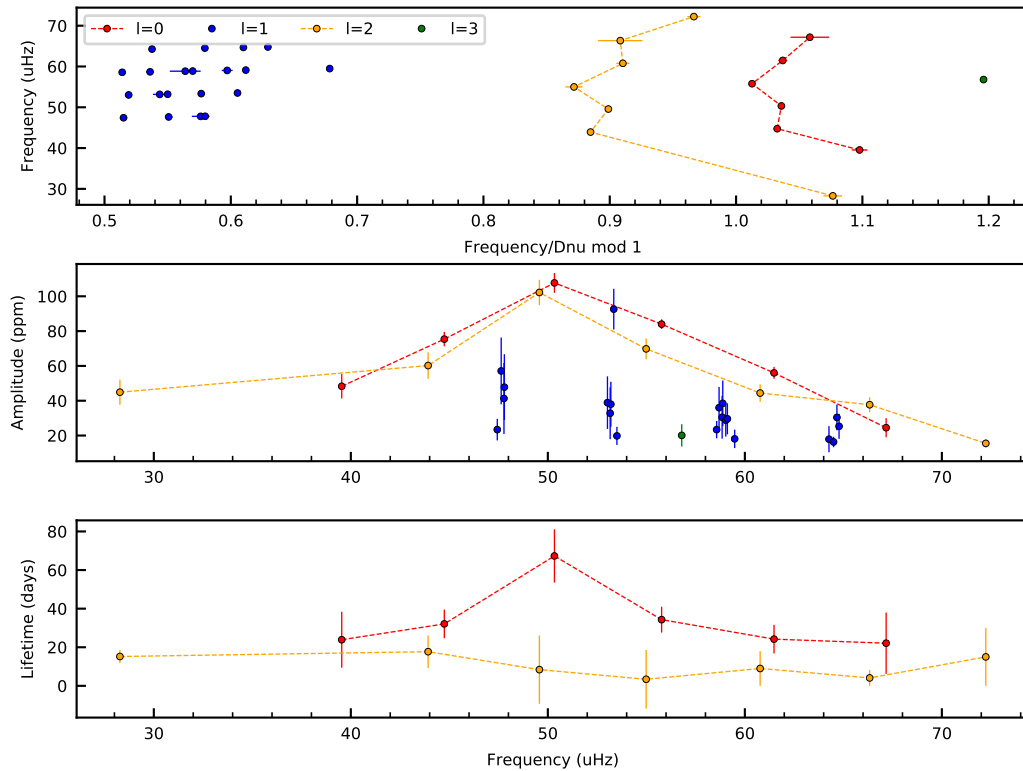 l=0 l=1 l=2 l=3
70
60
50
40
30
Frequency (uHz)
0.5 0.6 0.7 0.8 0.9 1.0 1.1 1.2
Frequency/Dnu mod 1
100
80
60
40
20
Amplitude (ppm)
30 40 50 60 70
80
60
40
20
0
Lifetime (days)
30 40 50 60 70
Frequency (uHz)